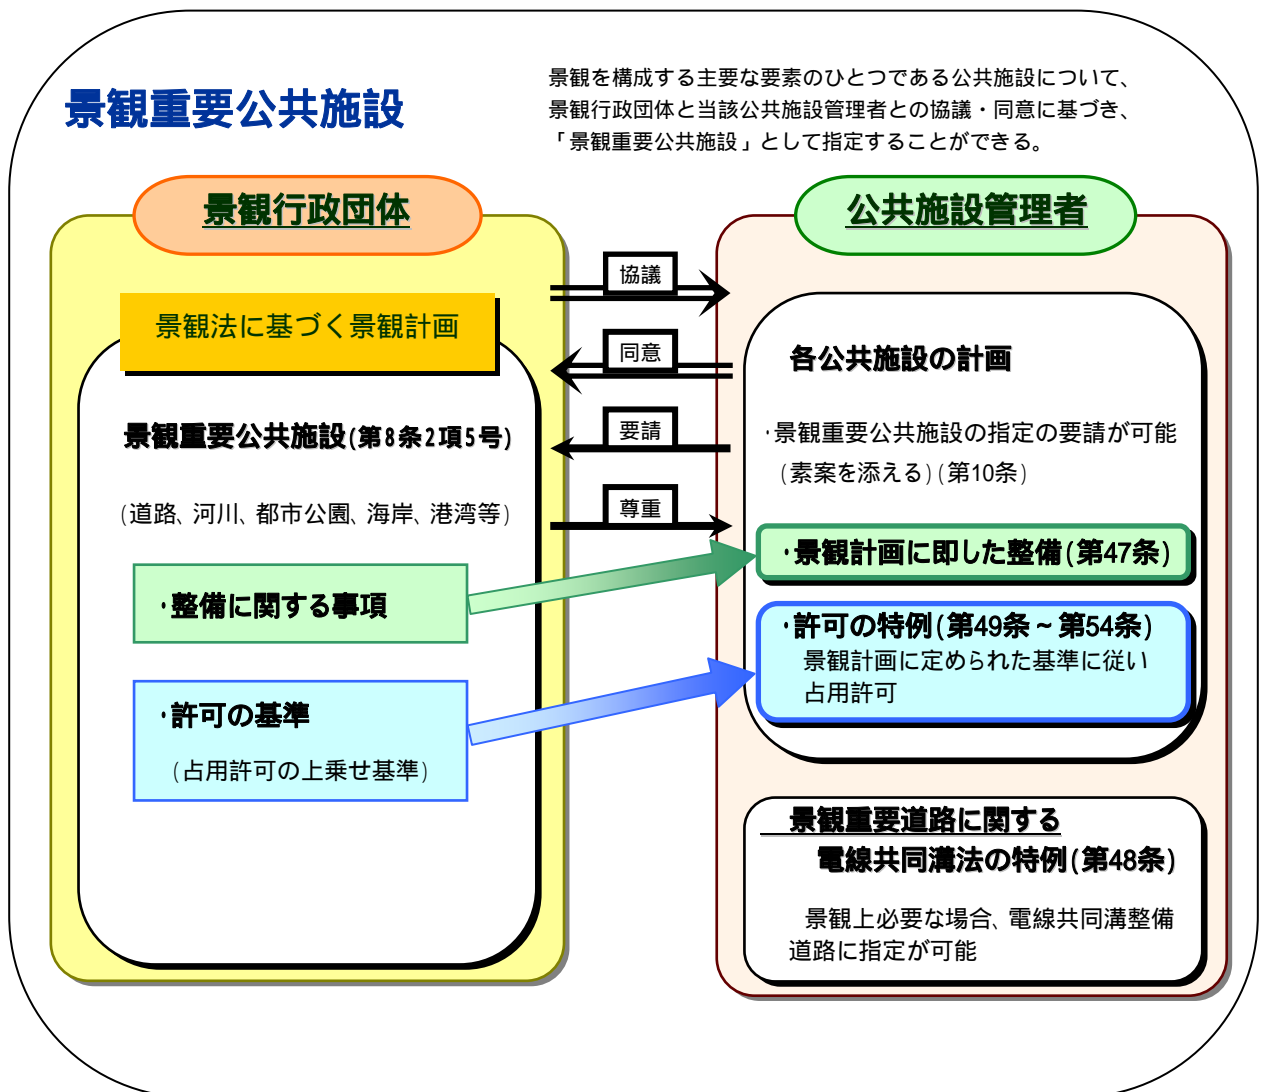 景観重要公共施設
景観を構成する主要な要素のひとつである公共施設について、
景観行政団体と当該公共施設管理者との協議・同意に基づき、
「景観重要公共施設」として指定することができる。
景観行政団体
景観法に基づく景観計画
景観重要公共施設(第8条2項5号)
(道路、河川、都市公園、海岸、港湾等)
・整備に関する事項
・許可の基準
(占用許可の上乗せ基準)
協議
同意
要請
尊重
公共施設管理者
各公共施設の計画
・景観重要公共施設の指定の要請が可能
(素案を添える)(第10条)
・景観計画に即した整備(第47条)
・許可の特例(第49条~第54条)
景観計画に定められた基準に従い
占用許可
景観重要道路に関する
電線共同溝法の特例(第48条)
景観上必要な場合、電線共同溝整備
道路に指定が可能